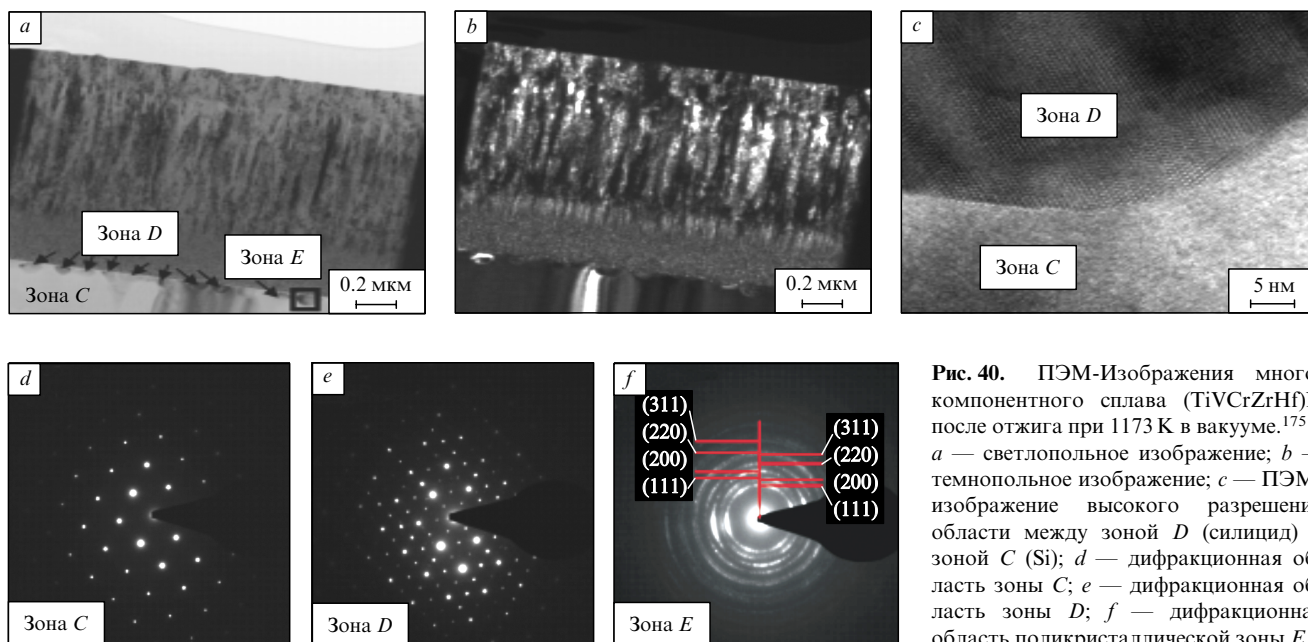 a
Зона D
Зона E
Зона C
0.2 мкм
b
0.2 мкм
c
Зона D
Зона C
5 нм
d
Зона C
e
Зона D
f
(311)
(220)
(200)
(111)
(311)
(220)
(200)
(111)
Зона E
Рис. 40. ПЭМ-Изображения много
компонентного сплава (TiVCrZrHf)
после отжига при 1173 K в вакууме.175
a — светлопольное изображение; b —
темнопольное изображение; c — ПЭМ
изображение высокого разрешени
области между зоной D (силицид)
зоной C (Si); d — дифракционная об
ласть зоны C; e — дифракционная об
ласть зоны D; f — дифракционна
область поликристаллической зоны E